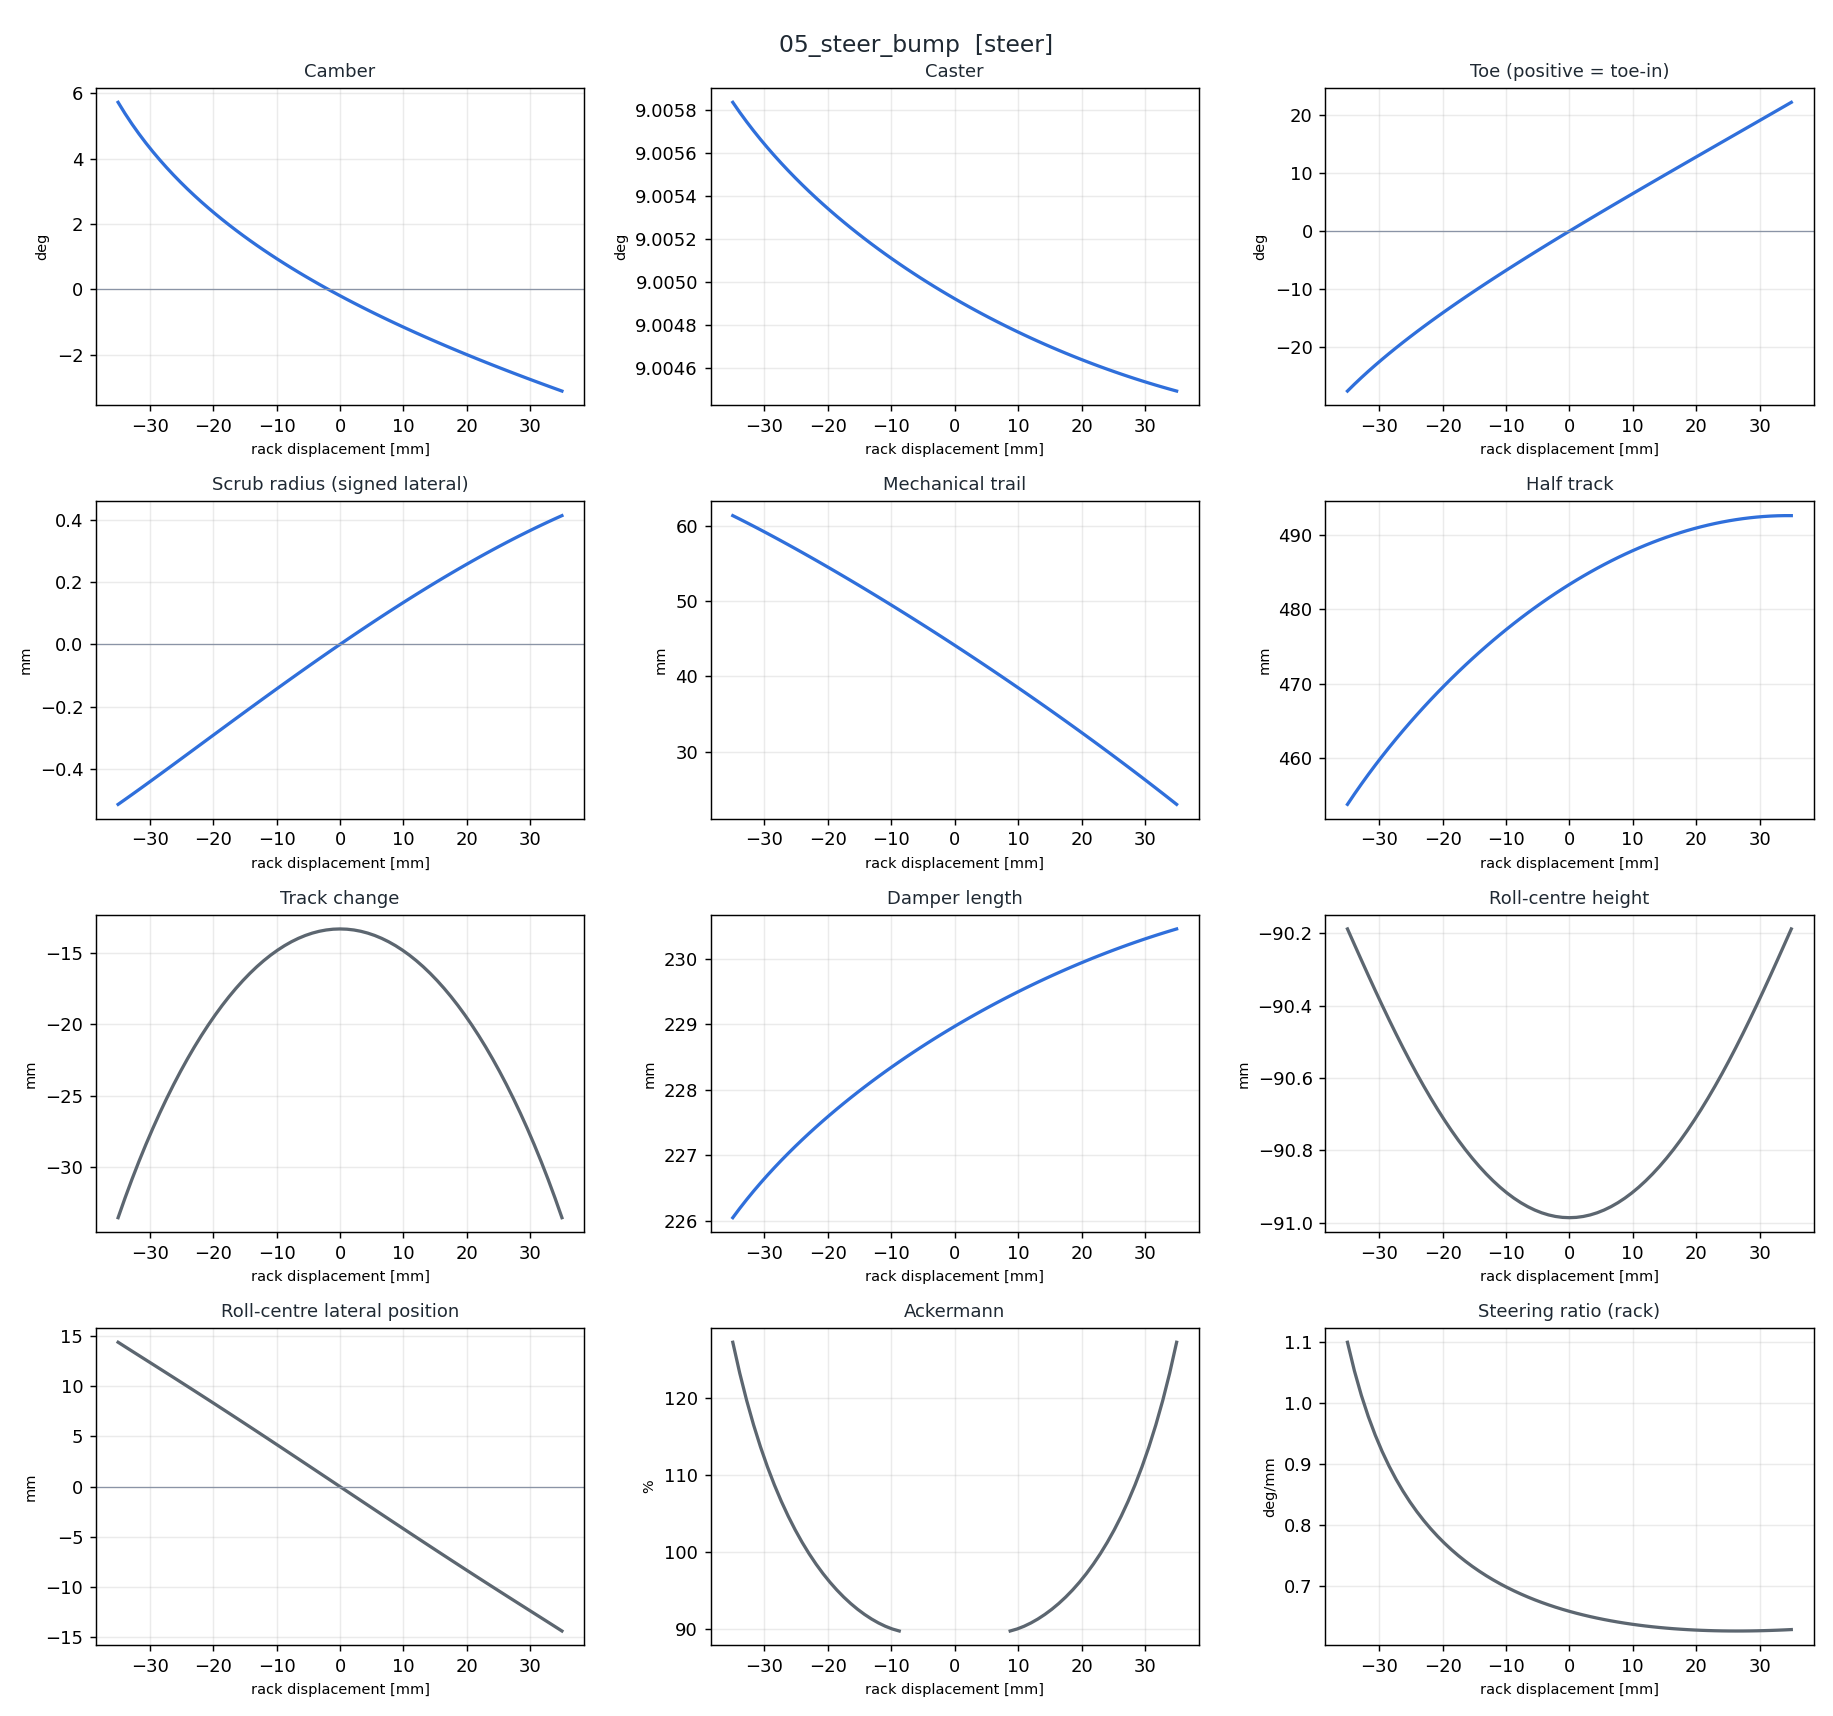 05_steer_bump  [steer]
Camber
Caster
Toe (positive = toe-in)
6
4
2
0
−2
deg
−30 −20 −10 0 10 20 30
rack displacement [mm]
9.0058
9.0056
9.0054
9.0052
9.0050
9.0048
9.0046
deg
−30 −20 −10 0 10 20 30
rack displacement [mm]
20
10
0
−10
−20
deg
−30 −20 −10 0 10 20 30
rack displacement [mm]
Scrub radius (signed lateral)
Mechanical trail
Half track
0.4
0.2
0.0
−0.2
−0.4
mm
−30 −20 −10 0 10 20 30
rack displacement [mm]
60
50
40
30
mm
−30 −20 −10 0 10 20 30
rack displacement [mm]
490
480
470
460
mm
−30 −20 −10 0 10 20 30
rack displacement [mm]
Track change
Damper length
Roll-centre height
−15
−20
−25
−30
mm
−30 −20 −10 0 10 20 30
rack displacement [mm]
230
229
228
227
226
mm
−30 −20 −10 0 10 20 30
rack displacement [mm]
−90.2
−90.4
−90.6
−90.8
−91.0
mm
−30 −20 −10 0 10 20 30
rack displacement [mm]
Roll-centre lateral position
Ackermann
Steering ratio (rack)
15
10
5
0
−5
−10
−15
mm
−30 −20 −10 0 10 20 30
rack displacement [mm]
120
110
100
90
%
−30 −20 −10 0 10 20 30
rack displacement [mm]
1.1
1.0
0.9
0.8
0.7
deg/mm
−30 −20 −10 0 10 20 30
rack displacement [mm]